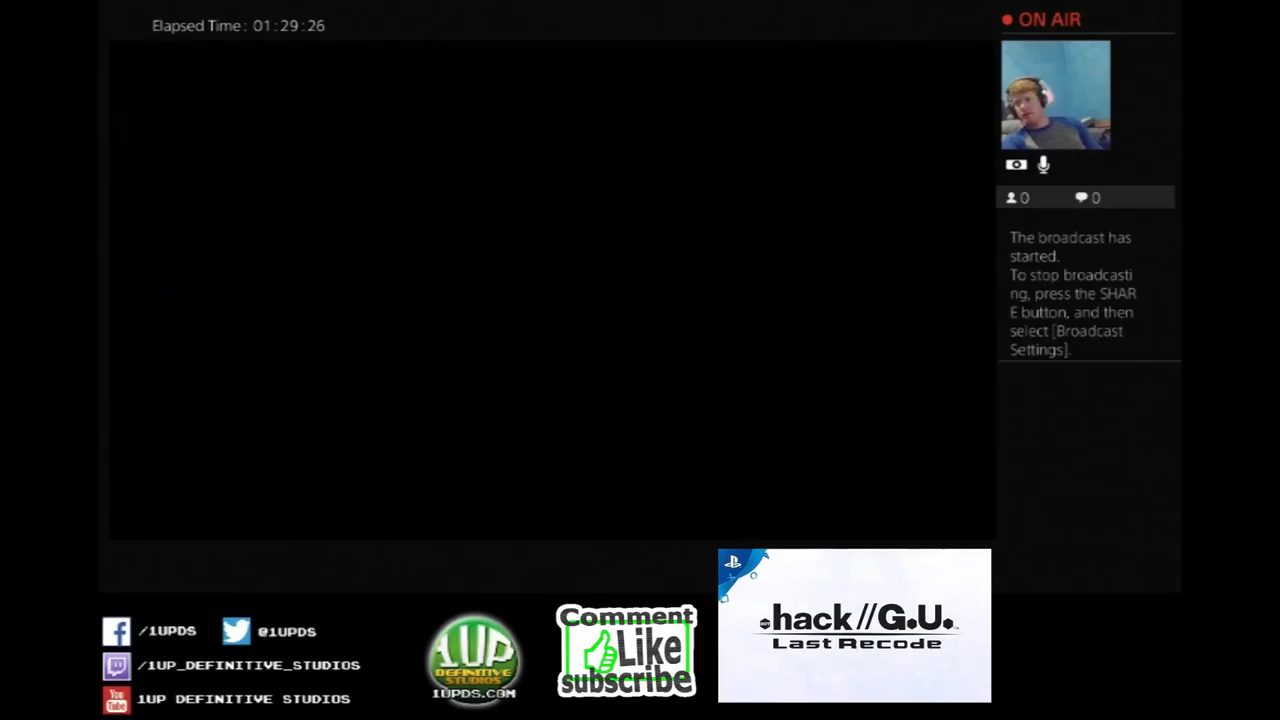 Elapsed Time: 01:29:26
ON AIR
0 0
The broadcast has
started.
To stop broadcasti
ng, press the SHAR
E button, and then
select [Broadcast
Settings].
/1UPDS @1UPDS
/1UP_DEFINITIVE_STUDIOS
You
Tube
1UP DEFINITIVE STUDIOS
1UP
DEFINITIVE
STUDIOS
1UPDS.COM
Comment
Like
subscribe
.hack//G.U.
Last Recode